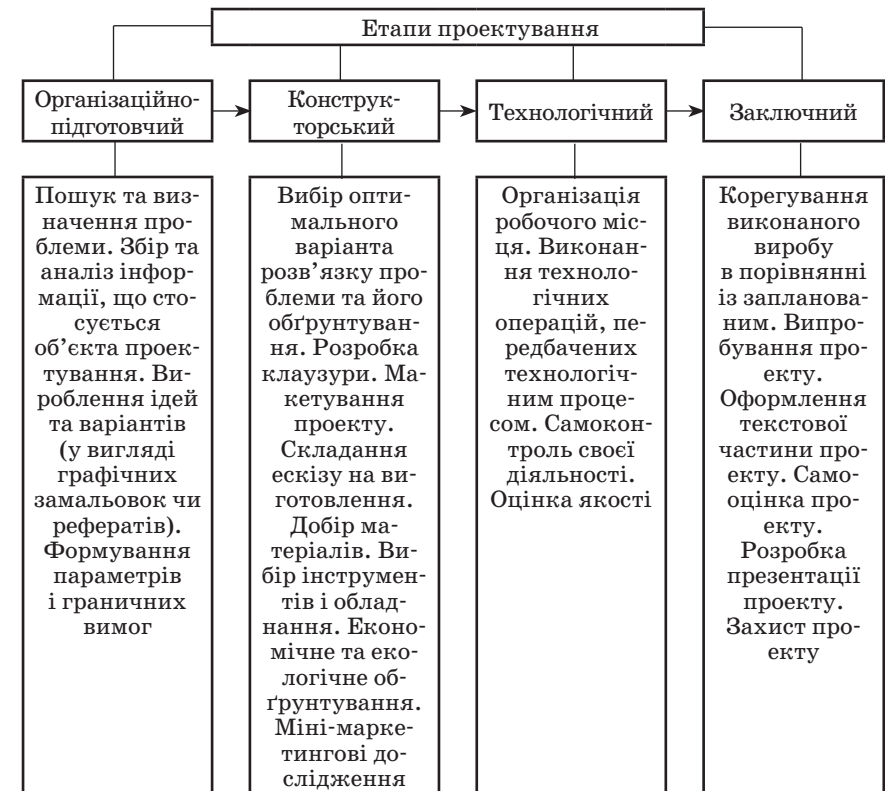 Етапи проектування
Організаційно-
підготовчий
Конструк-
торський
Технологічний
Заключний
Пошук та виз-
начення про-
блеми. Збір та
аналіз інфор-
мації, що сто-
сується
об’єкта проек-
тування. Ви-
роблення ідей
та варіантів
(у вигляді
графічних
замальовок чи
рефератів).
Формування
параметрів
і граничних
вимог
Вибір опти-
мального
варіанта
розв’язку про-
блеми та його
обґрунтуван-
ня. Розробка
клаузури. Ма-
кетування
проекту.
Складання
ескізу на ви-
готовлення.
Добір ма-
теріалів. Ви-
бір інструмен-
тів і облад-
нання. Еконо-
мічне та еко-
логічне об-
ґрунтування.
Міні-марке-
тингові до-
слідження
Організація
робочого міс-
ця. Виконан-
ня техноло-
гічних
операцій, пе-
редбачених
технологіч-
ним проце-
сом. Самокон-
троль своєї
діяльності.
Оцінка якості
Корегування
виконаного
виробу
в порівнянні
із запланова-
ним. Випро-
бування про-
екту.
Оформлення
текстової
частини про-
екту. Само-
оцінка про-
екту.
Розробка
презентації
проекту.
Захист про-
екту